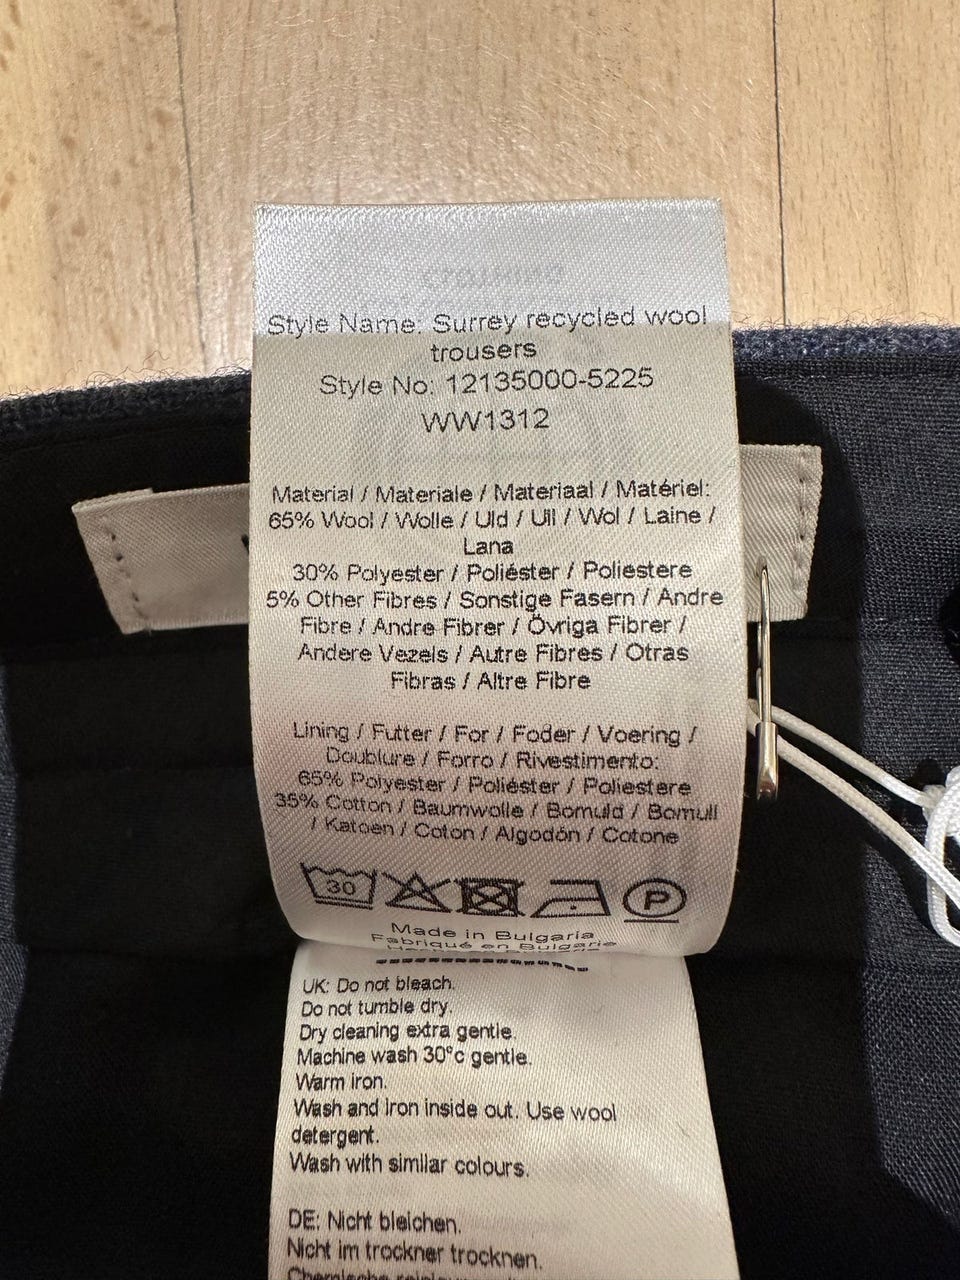 Style Name: Surrey recycled wool
trousers
Style No: 12135000-5225
WW1312
Material / Materiale / Materiaal / Matériel:
65% Wool / Wolle / Uld / Ull / Wol / Laine /
Lana
30% Polyester / Poliéster / Poliestere
5% Other Fibres / Sonstige Fasern / Andre
Fibre / Andre Fibrer / Övriga Fibrer /
Andere Vezels / Autre Fibres / Otras
Fibras / Altre Fibre
Lining / Futter / For / Foder / Voering /
Doublure / Forro / Rivestimento:
65% Polyester / Poliéster / Poliestere
35% Cotton / Baumwolle / Bomuld / Bomull
/ Katoen / Coton / Algodón / Cotone
30 P
Made in Bulgaria
Fabriqué en Bulgarie
UK: Do not bleach.
Do not tumble dry.
Dry cleaning extra gentle.
Machine wash 30°c gentle.
Warm iron.
Wash and iron inside out. Use wool
detergent.
Wash with similar colours.
DE: Nicht bleichen.
Nicht im trockner trocknen.